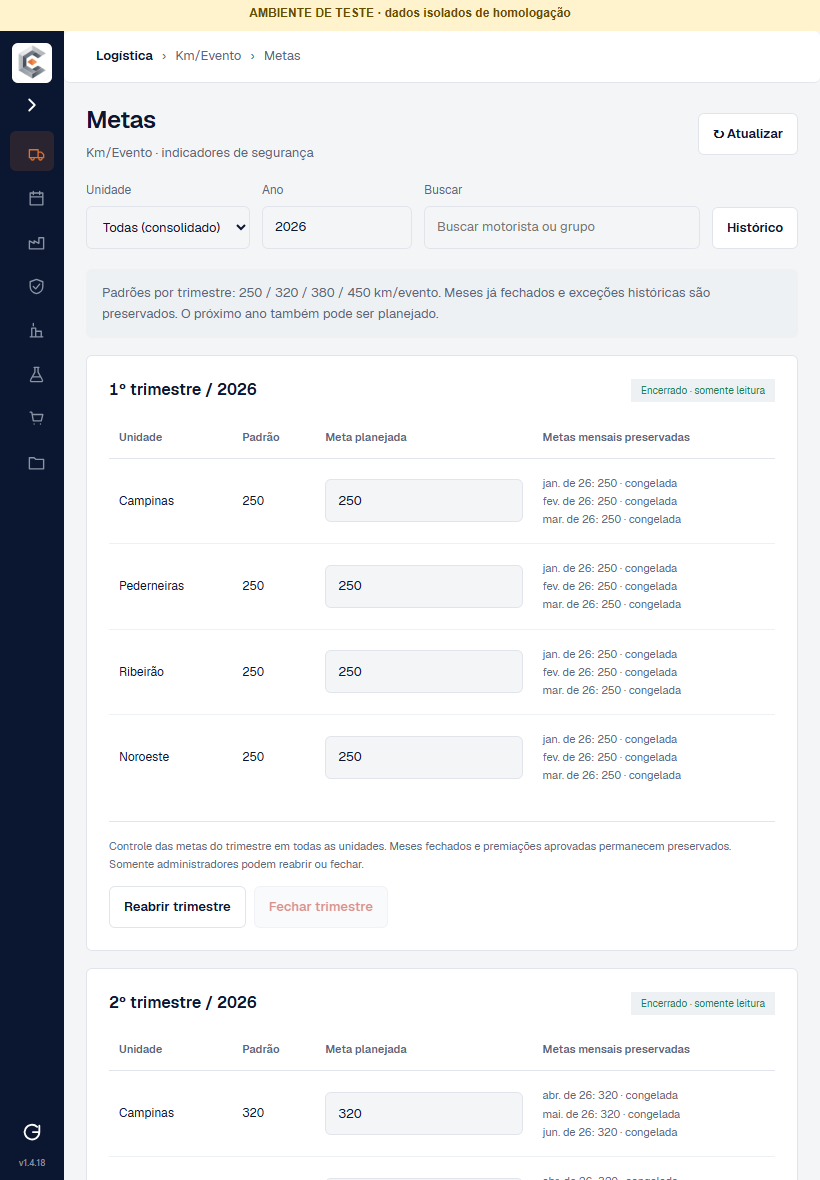 AMBIENTE DE TESTE · dados isolados de homologação
Logística › Km/Evento › Metas
Metas
↻ Atualizar
Km/Evento · indicadores de segurança
Unidade Ano Buscar
Todas (consolidado) 2026 Buscar motorista ou grupo Histórico
Padrões por trimestre: 250 / 320 / 380 / 450 km/evento. Meses já fechados e exceções históricas são
preservados. O próximo ano também pode ser planejado.
1º trimestre / 2026 Encerrado · somente leitura
Unidade Padrão Meta planejada Metas mensais preservadas
jan. de 26: 250 · congelada
Campinas 250 250 fev. de 26: 250 · congelada
mar. de 26: 250 · congelada
jan. de 26: 250 · congelada
Pederneiras 250 250 fev. de 26: 250 · congelada
mar. de 26: 250 · congelada
jan. de 26: 250 · congelada
Ribeirão 250 250 fev. de 26: 250 · congelada
mar. de 26: 250 · congelada
jan. de 26: 250 · congelada
Noroeste 250 250 fev. de 26: 250 · congelada
mar. de 26: 250 · congelada
Controle das metas do trimestre em todas as unidades. Meses fechados e premiações aprovadas permanecem preservados.
Somente administradores podem reabrir ou fechar.
Reabrir trimestre Fechar trimestre
2º trimestre / 2026 Encerrado · somente leitura
Unidade Padrão Meta planejada Metas mensais preservadas
abr. de 26: 320 · congelada
Campinas 320 320 mai. de 26: 320 · congelada
jun. de 26: 320 · congelada
v1.4.18